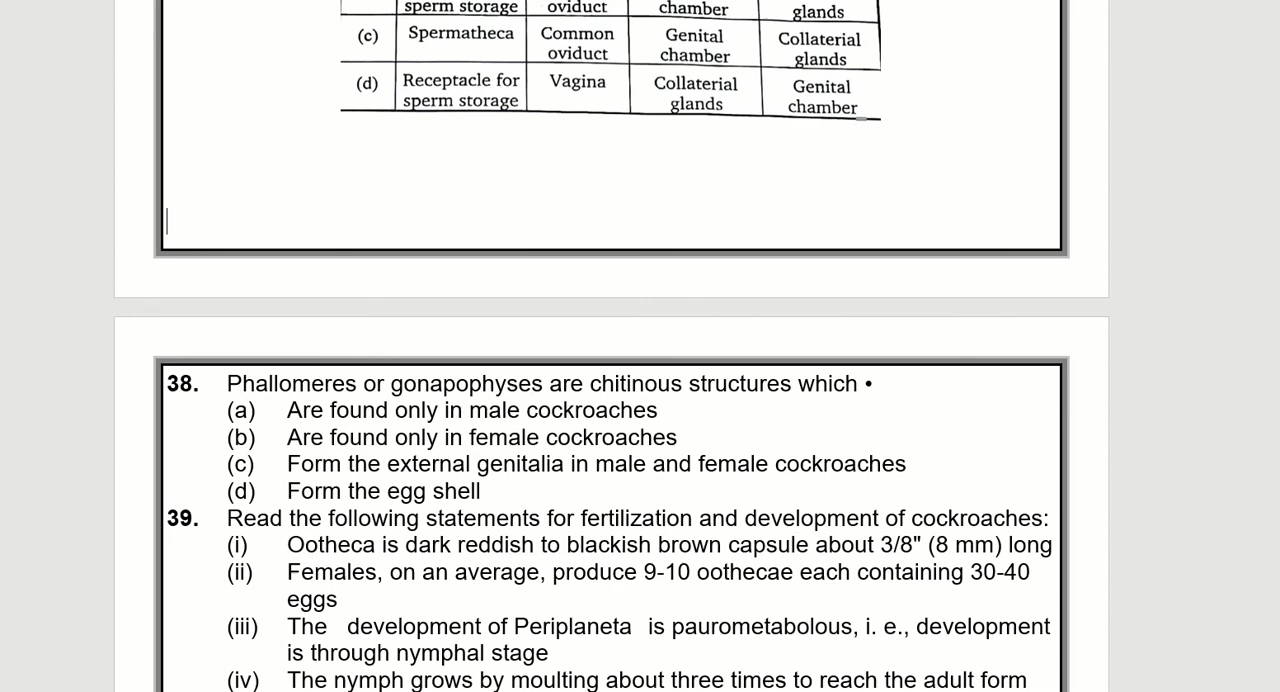 sperm storage oviduct chamber glands
(c) Spermatheca Common Genital Collaterial
oviduct chamber glands
(d) Receptacle for Vagina Collaterial Genital
sperm storage glands chamber
38. Phallomeres or gonapophyses are chitinous structures which •
(a) Are found only in male cockroaches
(b) Are found only in female cockroaches
(c) Form the external genitalia in male and female cockroaches
(d) Form the egg shell
39. Read the following statements for fertilization and development of cockroaches:
(i) Ootheca is dark reddish to blackish brown capsule about 3/8" (8 mm) long
(ii) Females, on an average, produce 9-10 oothecae each containing 30-40
eggs
(iii) The development of Periplaneta is paurometabolous, i. e., development
is through nymphal stage
(iv) The nymph grows by moulting about three times to reach the adult form